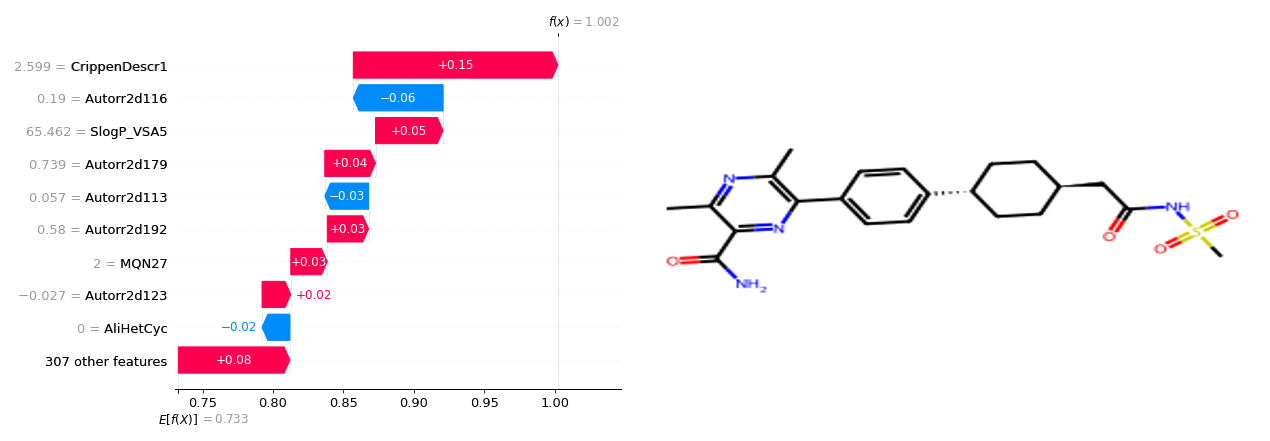 f(x) = 1.002
2.599 = CrippenDescr1
+0.15
0.19 = Autorr2d116
−0.06
65.462 = SlogP_VSA5
+0.05
0.739 = Autorr2d179
+0.04
0.057 = Autorr2d113
−0.03
0.58 = Autorr2d192
+0.03
2 = MQN27
+0.03
−0.027 = Autorr2d123
+0.02
0 = AliHetCyc
−0.02
307 other features
+0.08
0.75 0.80 0.85 0.90 0.95 1.00
E[f(X)] = 0.733
N
N
O
NH2
O
NH
S
O
O